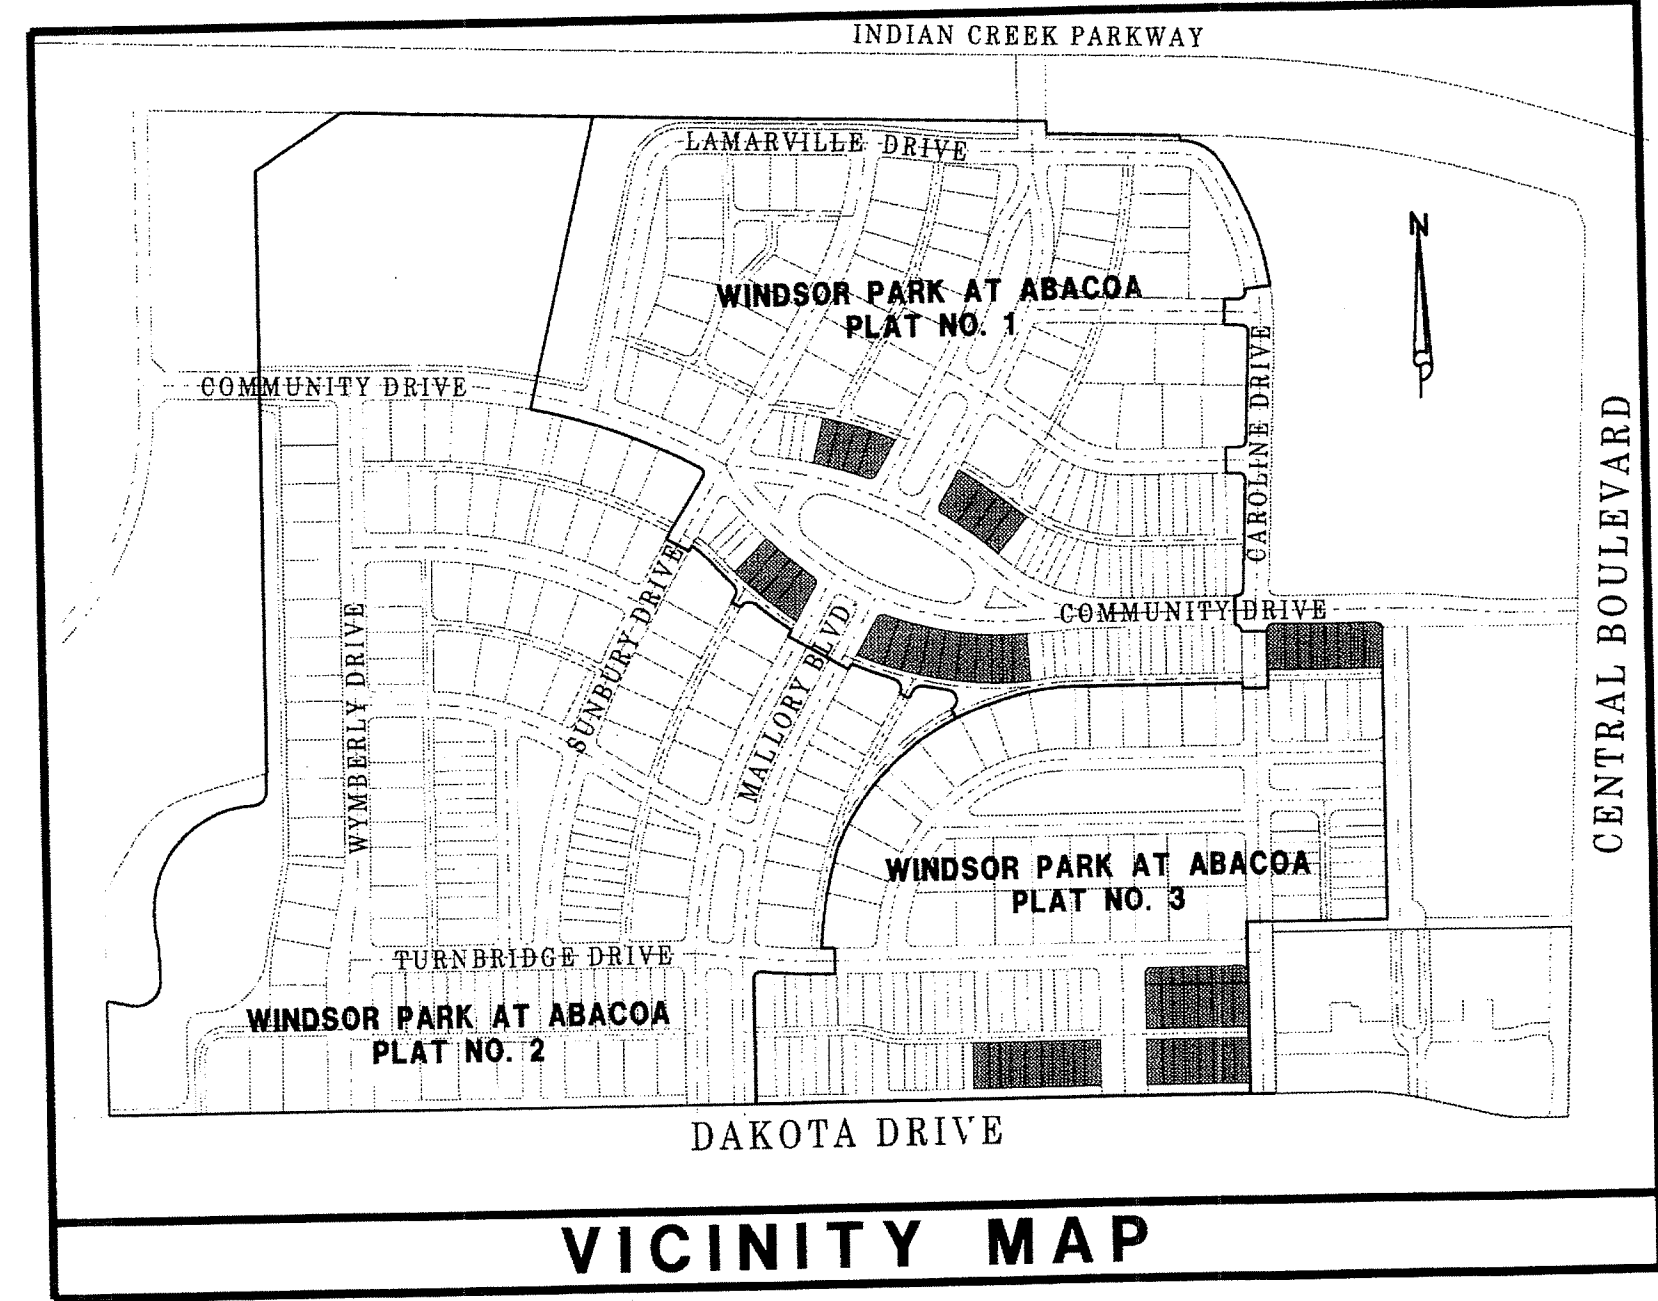 INDIAN CREEK PARKWAY
LAMARVILLE DRIVE
N
WINDSOR PARK AT ABACOA
PLAT NO. 1
COMMUNITY DRIVE
CAROLINE DRIVE
CENTRAL BOULEVARD
SUNBURY DRIVE
MALLORY BLVD
COMMUNITY DRIVE
WYMBERLY DRIVE
WINDSOR PARK AT ABACOA
PLAT NO. 3
TURNBRIDGE DRIVE
WINDSOR PARK AT ABACOA
PLAT NO. 2
DAKOTA DRIVE
VICINITY MAP